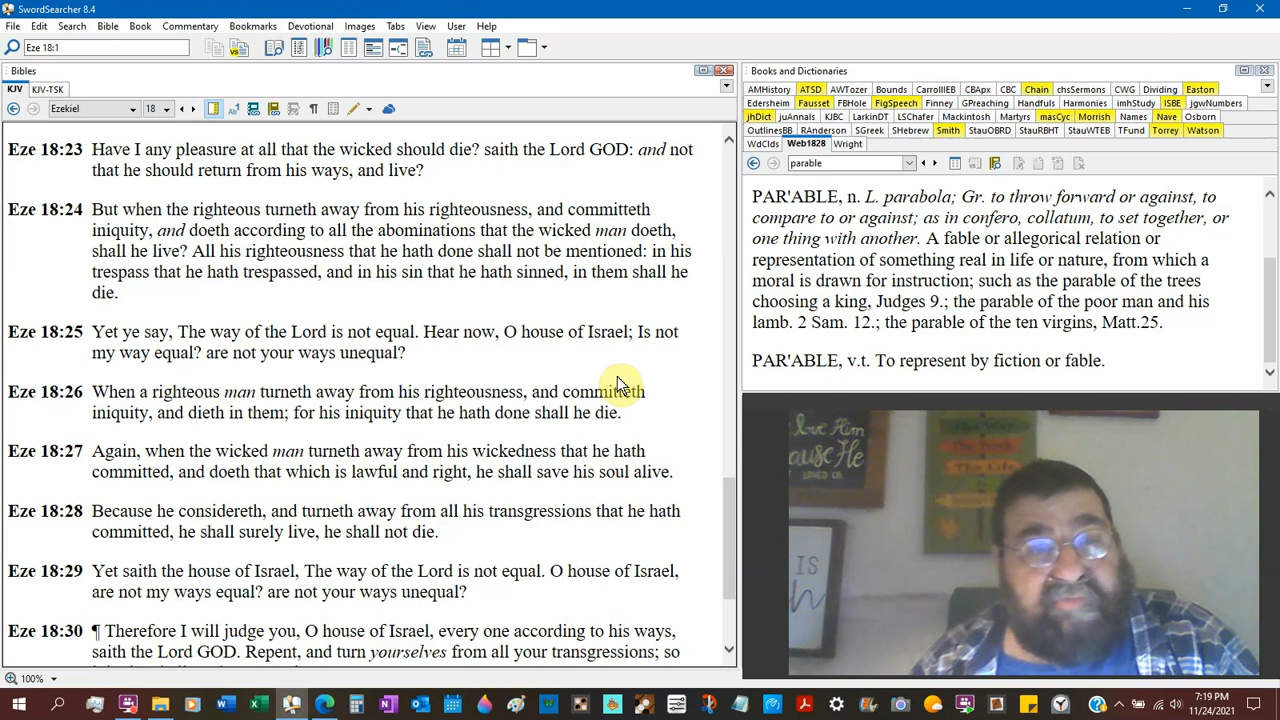 SwordSearcher 8.4
File Edit Search Bible Book Commentary Bookmarks Devotional Images Tabs View User Help
Eze 18:1
Bibles
KJV KJV-TSK
Ezekiel 18
Eze 18:23 Have I any pleasure at all that the wicked should die? saith the Lord GOD: and not
that he should return from his ways, and live?
Eze 18:24 But when the righteous turneth away from his righteousness, and committeth
iniquity, and doeth according to all the abominations that the wicked man doeth,
shall he live? All his righteousness that he hath done shall not be mentioned: in his
trespass that he hath trespassed, and in his sin that he hath sinned, in them shall he
die.
Eze 18:25 Yet ye say, The way of the Lord is not equal. Hear now, O house of Israel; Is not
my way equal? are not your ways unequal?
Eze 18:26 When a righteous man turneth away from his righteousness, and committeth
iniquity, and dieth in them; for his iniquity that he hath done shall he die.
Eze 18:27 Again, when the wicked man turneth away from his wickedness that he hath
committed, and doeth that which is lawful and right, he shall save his soul alive.
Eze 18:28 Because he considereth, and turneth away from all his transgressions that he hath
committed, he shall surely live, he shall not die.
Eze 18:29 Yet saith the house of Israel, The way of the Lord is not equal. O house of Israel,
are not my ways equal? are not your ways unequal?
Eze 18:30 ¶ Therefore I will judge you, O house of Israel, every one according to his ways,
saith the Lord GOD. Repent, and turn yourselves from all your transgressions; so
100%
Books and Dictionaries
AMHistory ATSD AWTozer Bounds CarrollEB CBApx CBC Chain chsSermons CWG Dividing Easton
Edersheim Fausset FBHole FigSpeech Finney GPreaching Handfuls Harmonies imhStudy ISBE jgwNumbers
jhDict juAnnals KJBC LarkinDT LSChafer Mackintosh Martyrs masCyc Morrish Names Nave Osborn
OutlinesBB RAnderson SGreek SHebrew Smith StauOBRD StauRBHT StauWTEB TFund Torrey Watson
WdClds Web1828 Wright
parable
PAR'ABLE, n. L. parabola; Gr. to throw forward or against, to
compare to or against; as in confero, collatum, to set together, or
one thing with another. A fable or allegorical relation or
representation of something real in life or nature, from which a
moral is drawn for instruction; such as the parable of the trees
choosing a king, Judges 9.; the parable of the poor man and his
lamb. 2 Sam. 12.; the parable of the ten virgins, Matt.25.
PAR'ABLE, v.t. To represent by fiction or fable.
love Him
cause He
LOVED US.
The Way
The Truth
The Life
IS
7:19 PM
11/24/2021